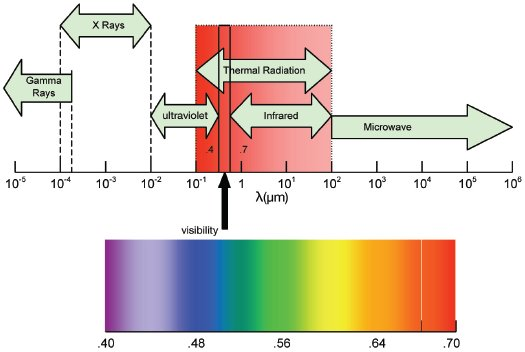 X Rays
Gamma
Rays
Thermal Radiation
ultraviolet
Infrared
Microwave
.4
.7
10-5
10-4
10-3
10-2
10-1
1
101
102
103
104
105
106
λ(μm)
visibility
.40
.48
.56
.64
.70